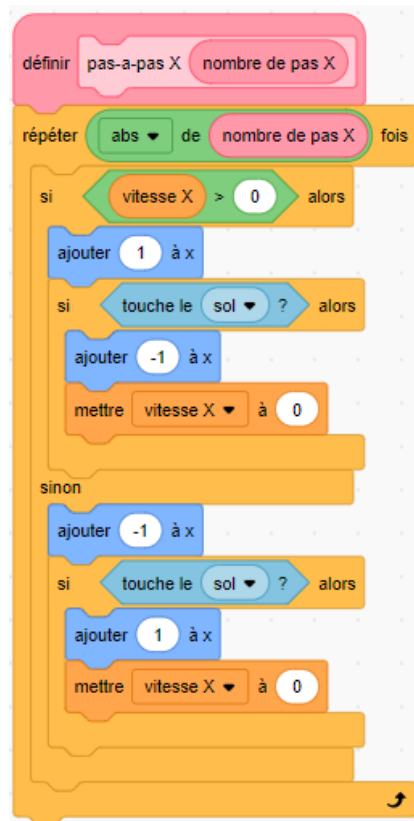 définir pas-a-pas X nombre de pas X
répéter abs de nombre de pas X fois
si vitesse X > 0 alors
ajouter 1 à x
si touche le sol ? alors
ajouter -1 à x
mettre vitesse X à 0
sinon
ajouter -1 à x
si touche le sol ? alors
ajouter 1 à x
mettre vitesse X à 0